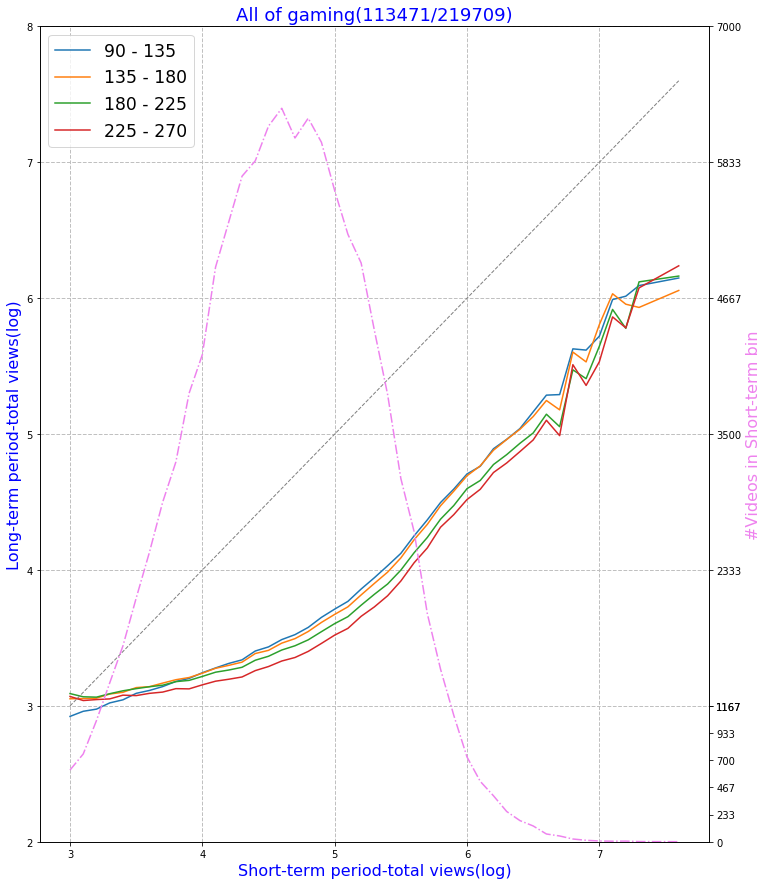 All of gaming(113471/219709)
90 - 135
135 - 180
180 - 225
225 - 270
8
7
6
5
4
3
2
Long-term period-total views(log)
7000
5833
4667
3500
2333
1167
933
700
467
233
0
#Videos in Short-term bin
3 4 5 6 7
Short-term period-total views(log)